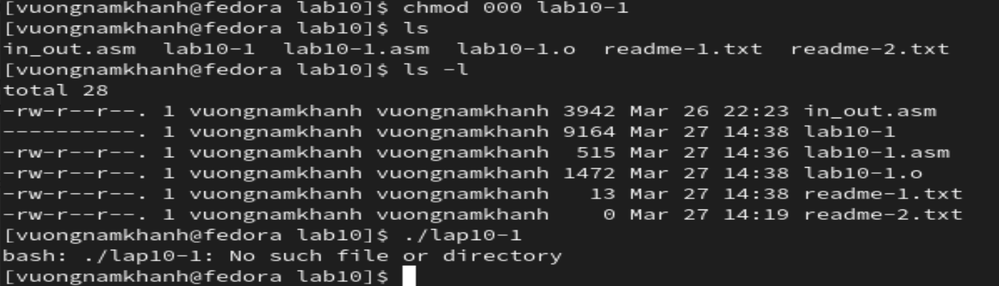 [vuongnamkhanh@fedora lab10]$ chmod 000 lab10-1
[vuongnamkhanh@fedora lab10]$ ls
in_out.asm  lab10-1  lab10-1.asm  lab10-1.o  readme-1.txt  readme-2.txt
[vuongnamkhanh@fedora lab10]$ ls -l
total 28
-rw-r--r--. 1 vuongnamkhanh vuongnamkhanh 3942 Mar 26 22:23 in_out.asm
----------. 1 vuongnamkhanh vuongnamkhanh 9164 Mar 27 14:38 lab10-1
-rw-r--r--. 1 vuongnamkhanh vuongnamkhanh  515 Mar 27 14:36 lab10-1.asm
-rw-r--r--. 1 vuongnamkhanh vuongnamkhanh 1472 Mar 27 14:38 lab10-1.o
-rw-r--r--. 1 vuongnamkhanh vuongnamkhanh   13 Mar 27 14:38 readme-1.txt
-rw-r--r--. 1 vuongnamkhanh vuongnamkhanh    0 Mar 27 14:19 readme-2.txt
[vuongnamkhanh@fedora lab10]$ ./lap10-1
bash: ./lap10-1: No such file or directory
[vuongnamkhanh@fedora lab10]$